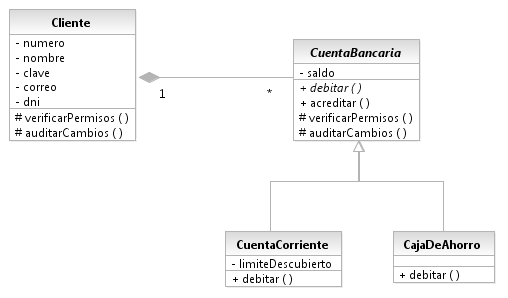 Cliente
- numero
- nombre
- clave
- correo
- dni
# verificarPermisos ( )
# auditarCambios ( )
1
*
CuentaBancaria
- saldo
+ debitar ( )
+ acreditar ( )
# verificarPermisos ( )
# auditarCambios ( )
CuentaCorriente
- limiteDescubierto
+ debitar ( )
CajaDeAhorro
+ debitar ( )